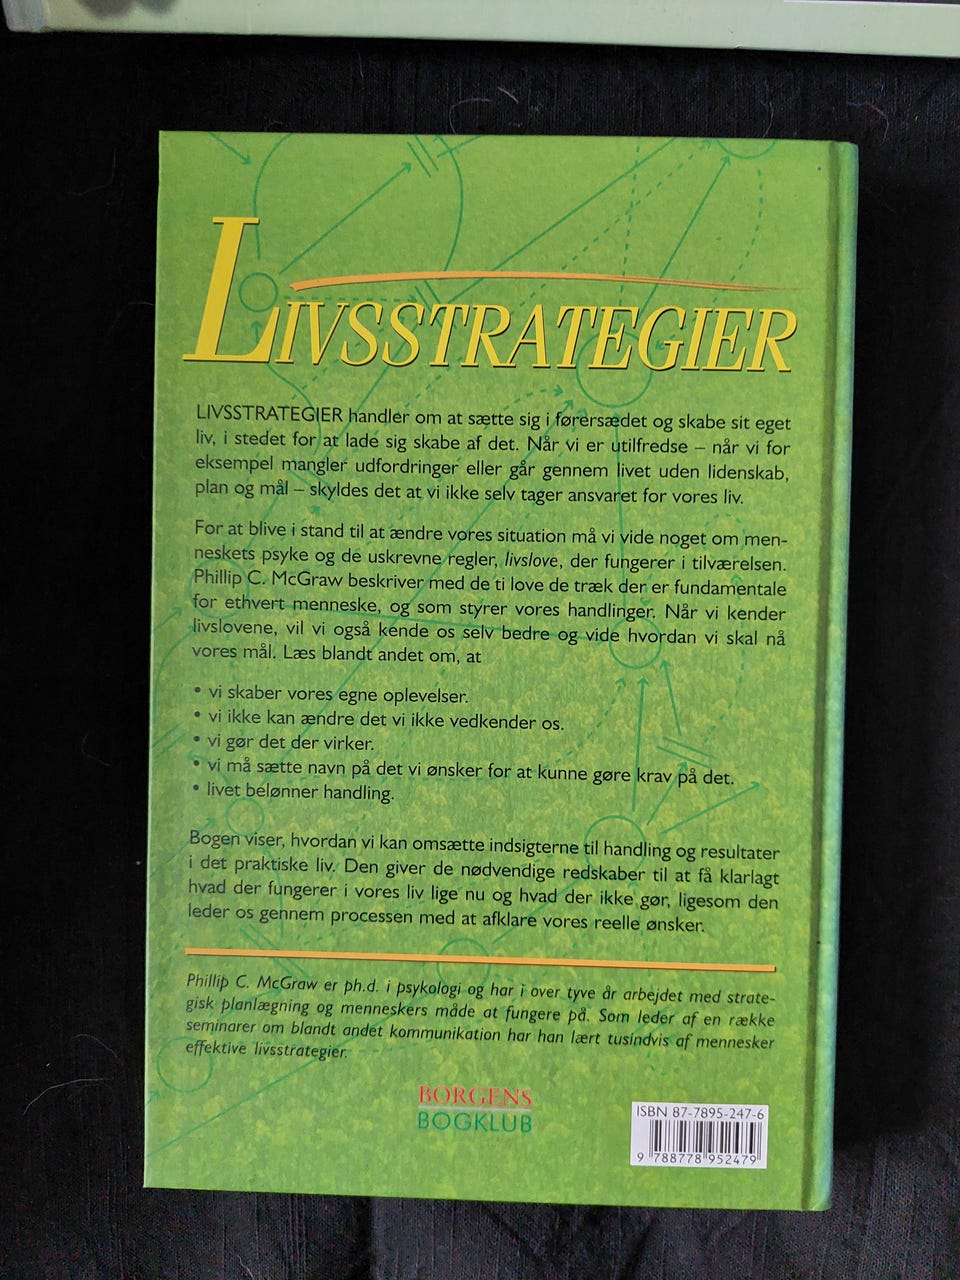 LIVSSTRATEGIER
LIVSSTRATEGIER handler om at sætte sig i førersædet og skabe sit eget
liv, i stedet for at lade sig skabe af det. Når vi er utilfredse – når vi for
eksempel mangler udfordringer eller går gennem livet uden lidenskab,
plan og mål – skyldes det at vi ikke selv tager ansvaret for vores liv.
For at blive i stand til at ændre vores situation må vi vide noget om men-
neskets psyke og de uskrevne regler, livslove, der fungerer i tilværelsen.
Phillip C. McGraw beskriver med de ti love de træk der er fundamentale
for ethvert menneske, og som styrer vores handlinger. Når vi kender
livslovene, vil vi også kende os selv bedre og vide hvordan vi skal nå
vores mål. Læs blandt andet om, at
• vi skaber vores egne oplevelser.
• vi ikke kan ændre det vi ikke vedkender os.
• vi gør det der virker.
• vi må sætte navn på det vi ønsker for at kunne gøre krav på det.
• livet belønner handling.
Bogen viser, hvordan vi kan omsætte indsigterne til handling og resultater
i det praktiske liv. Den giver de nødvendige redskaber til at få klarlagt
hvad der fungerer i vores liv lige nu og hvad der ikke gør, ligesom den
leder os gennem processen med at afklare vores reelle ønsker.
Phillip C. McGraw er ph.d. i psykologi og har i over tyve år arbejdet med strate-
gisk planlægning og menneskers måde at fungere på. Som leder af en række
seminarer om blandt andet kommunikation har han lært tusindvis af mennesker
effektive livsstrategier.
BORGENS
BOGKLUB
ISBN 87-7895-247-6
9 788778 952479